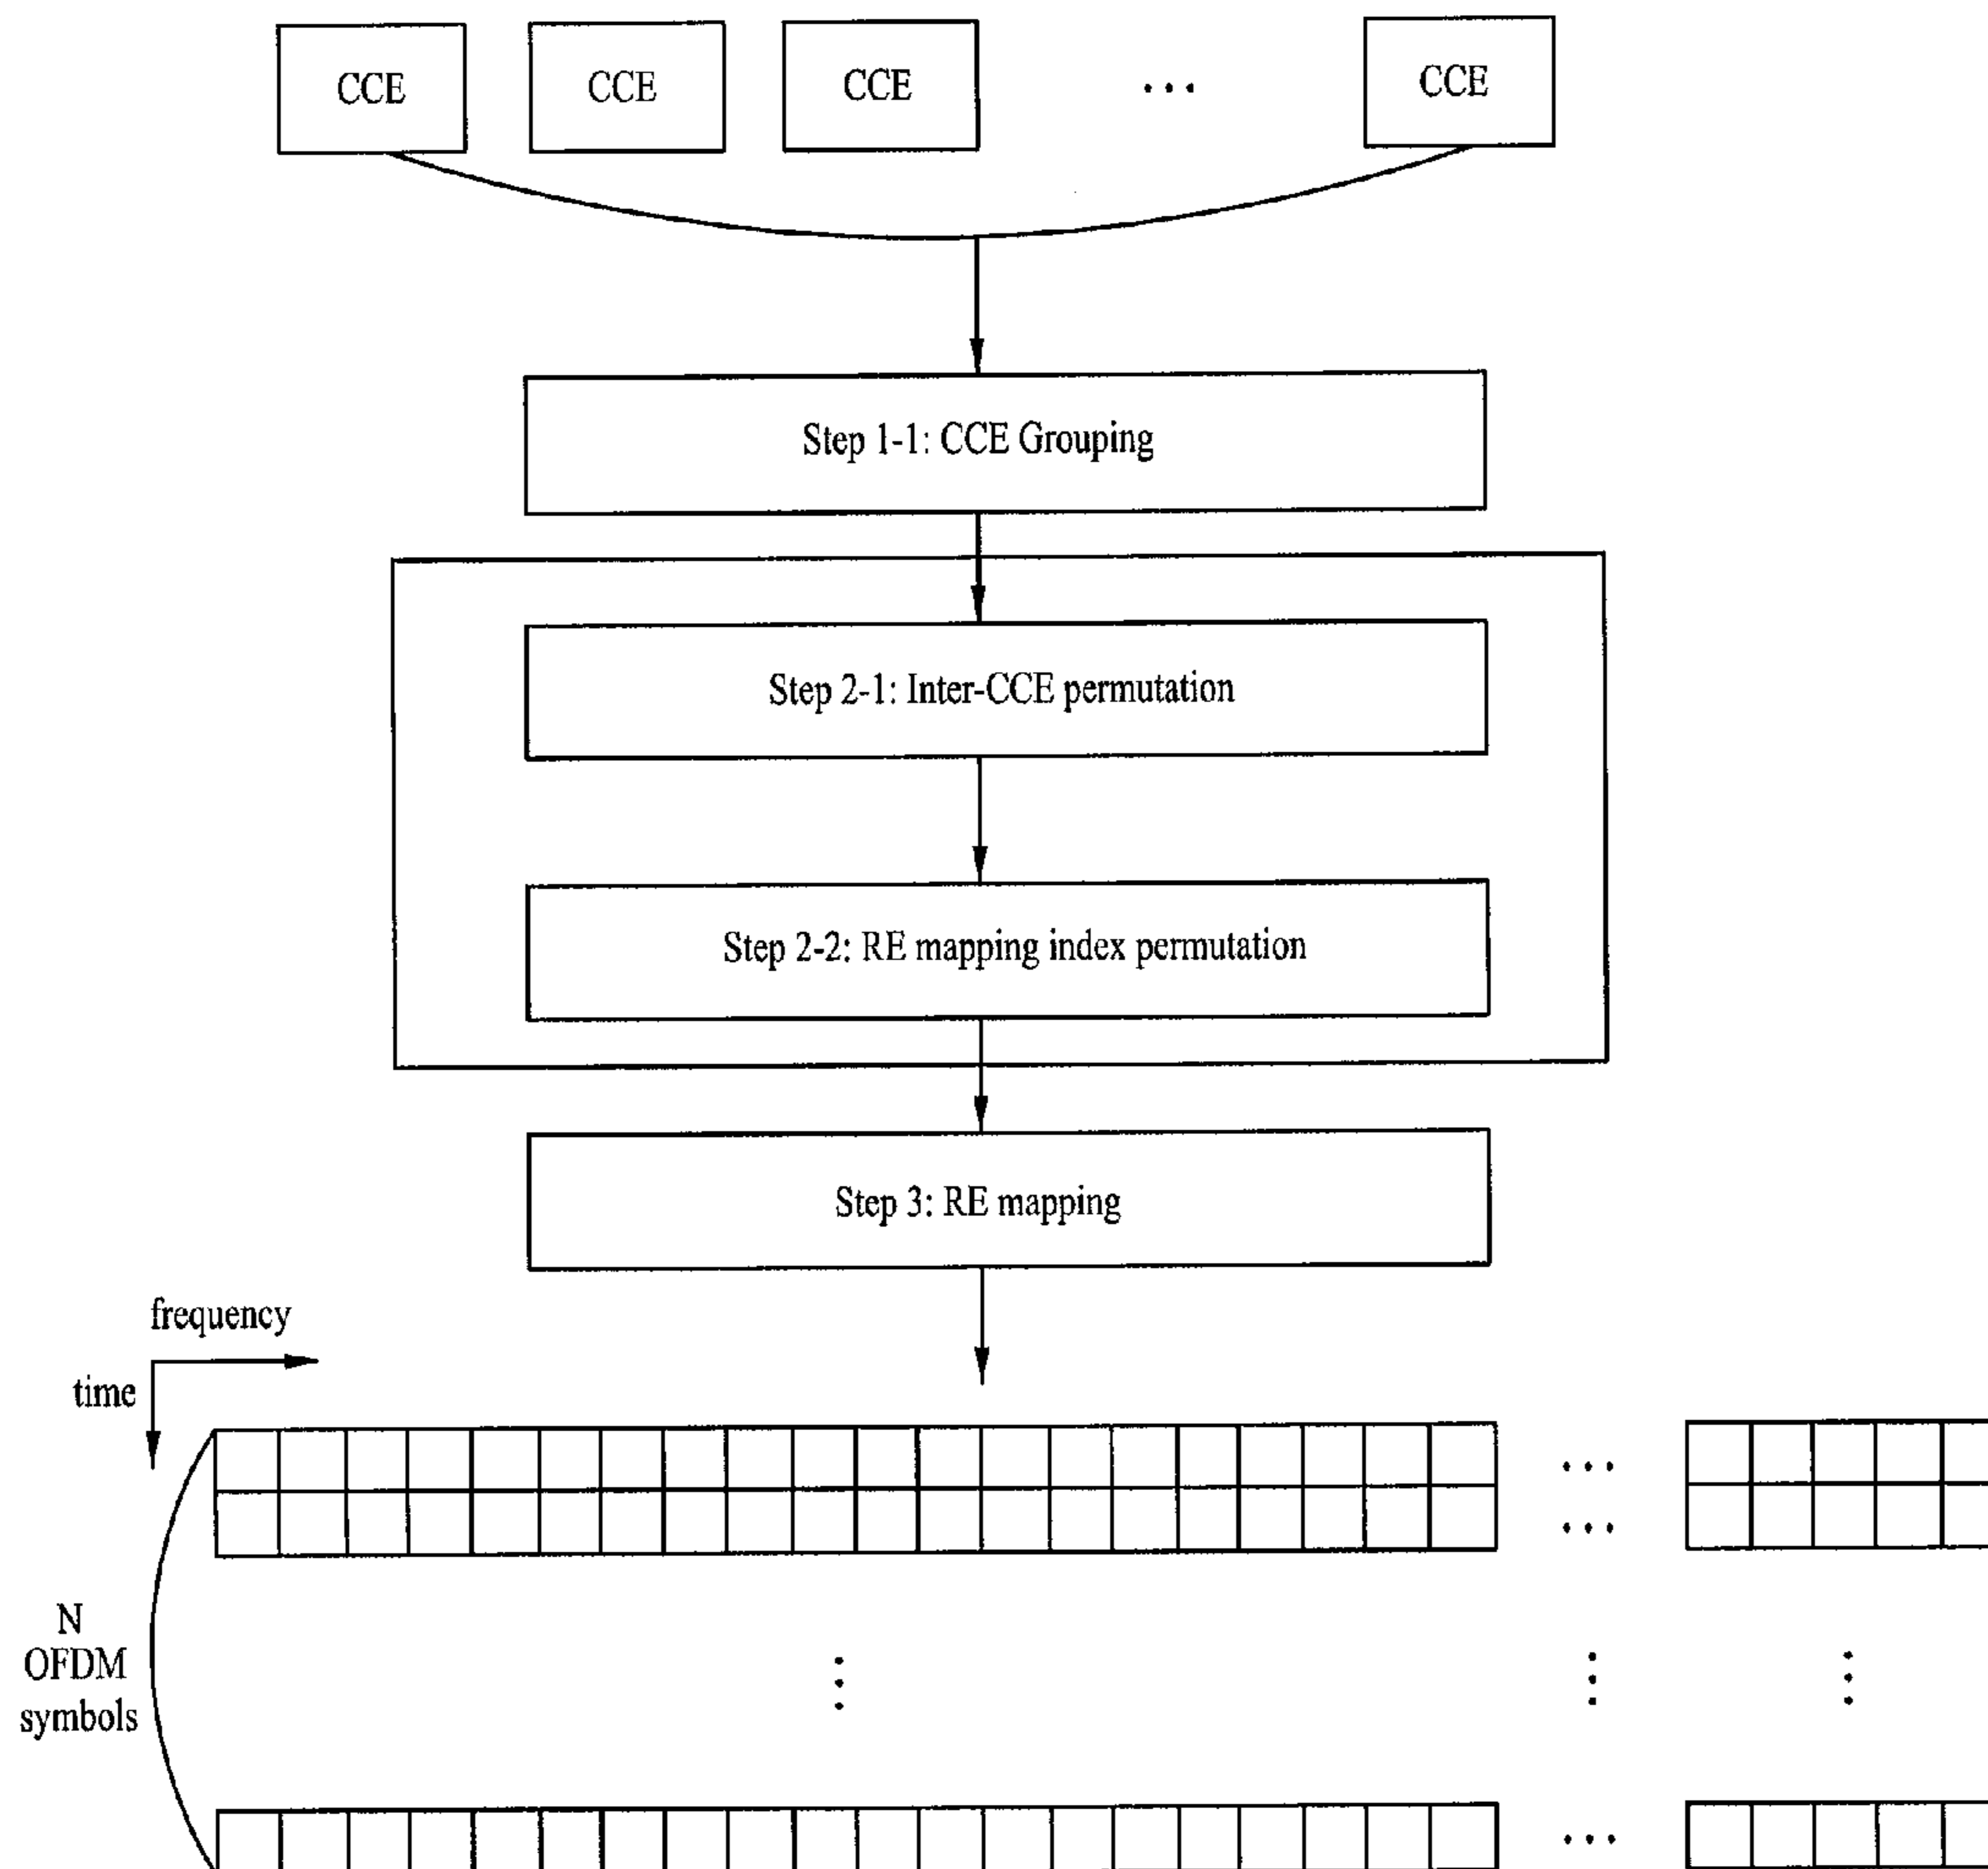 CCE CCE CCE ... CCE
Step 1-1: CCE Grouping
Step 2-1: Inter-CCE permutation
Step 2-2: RE mapping index permutation
Step 3: RE mapping
frequency
time
...
...
N
OFDM
symbols
...